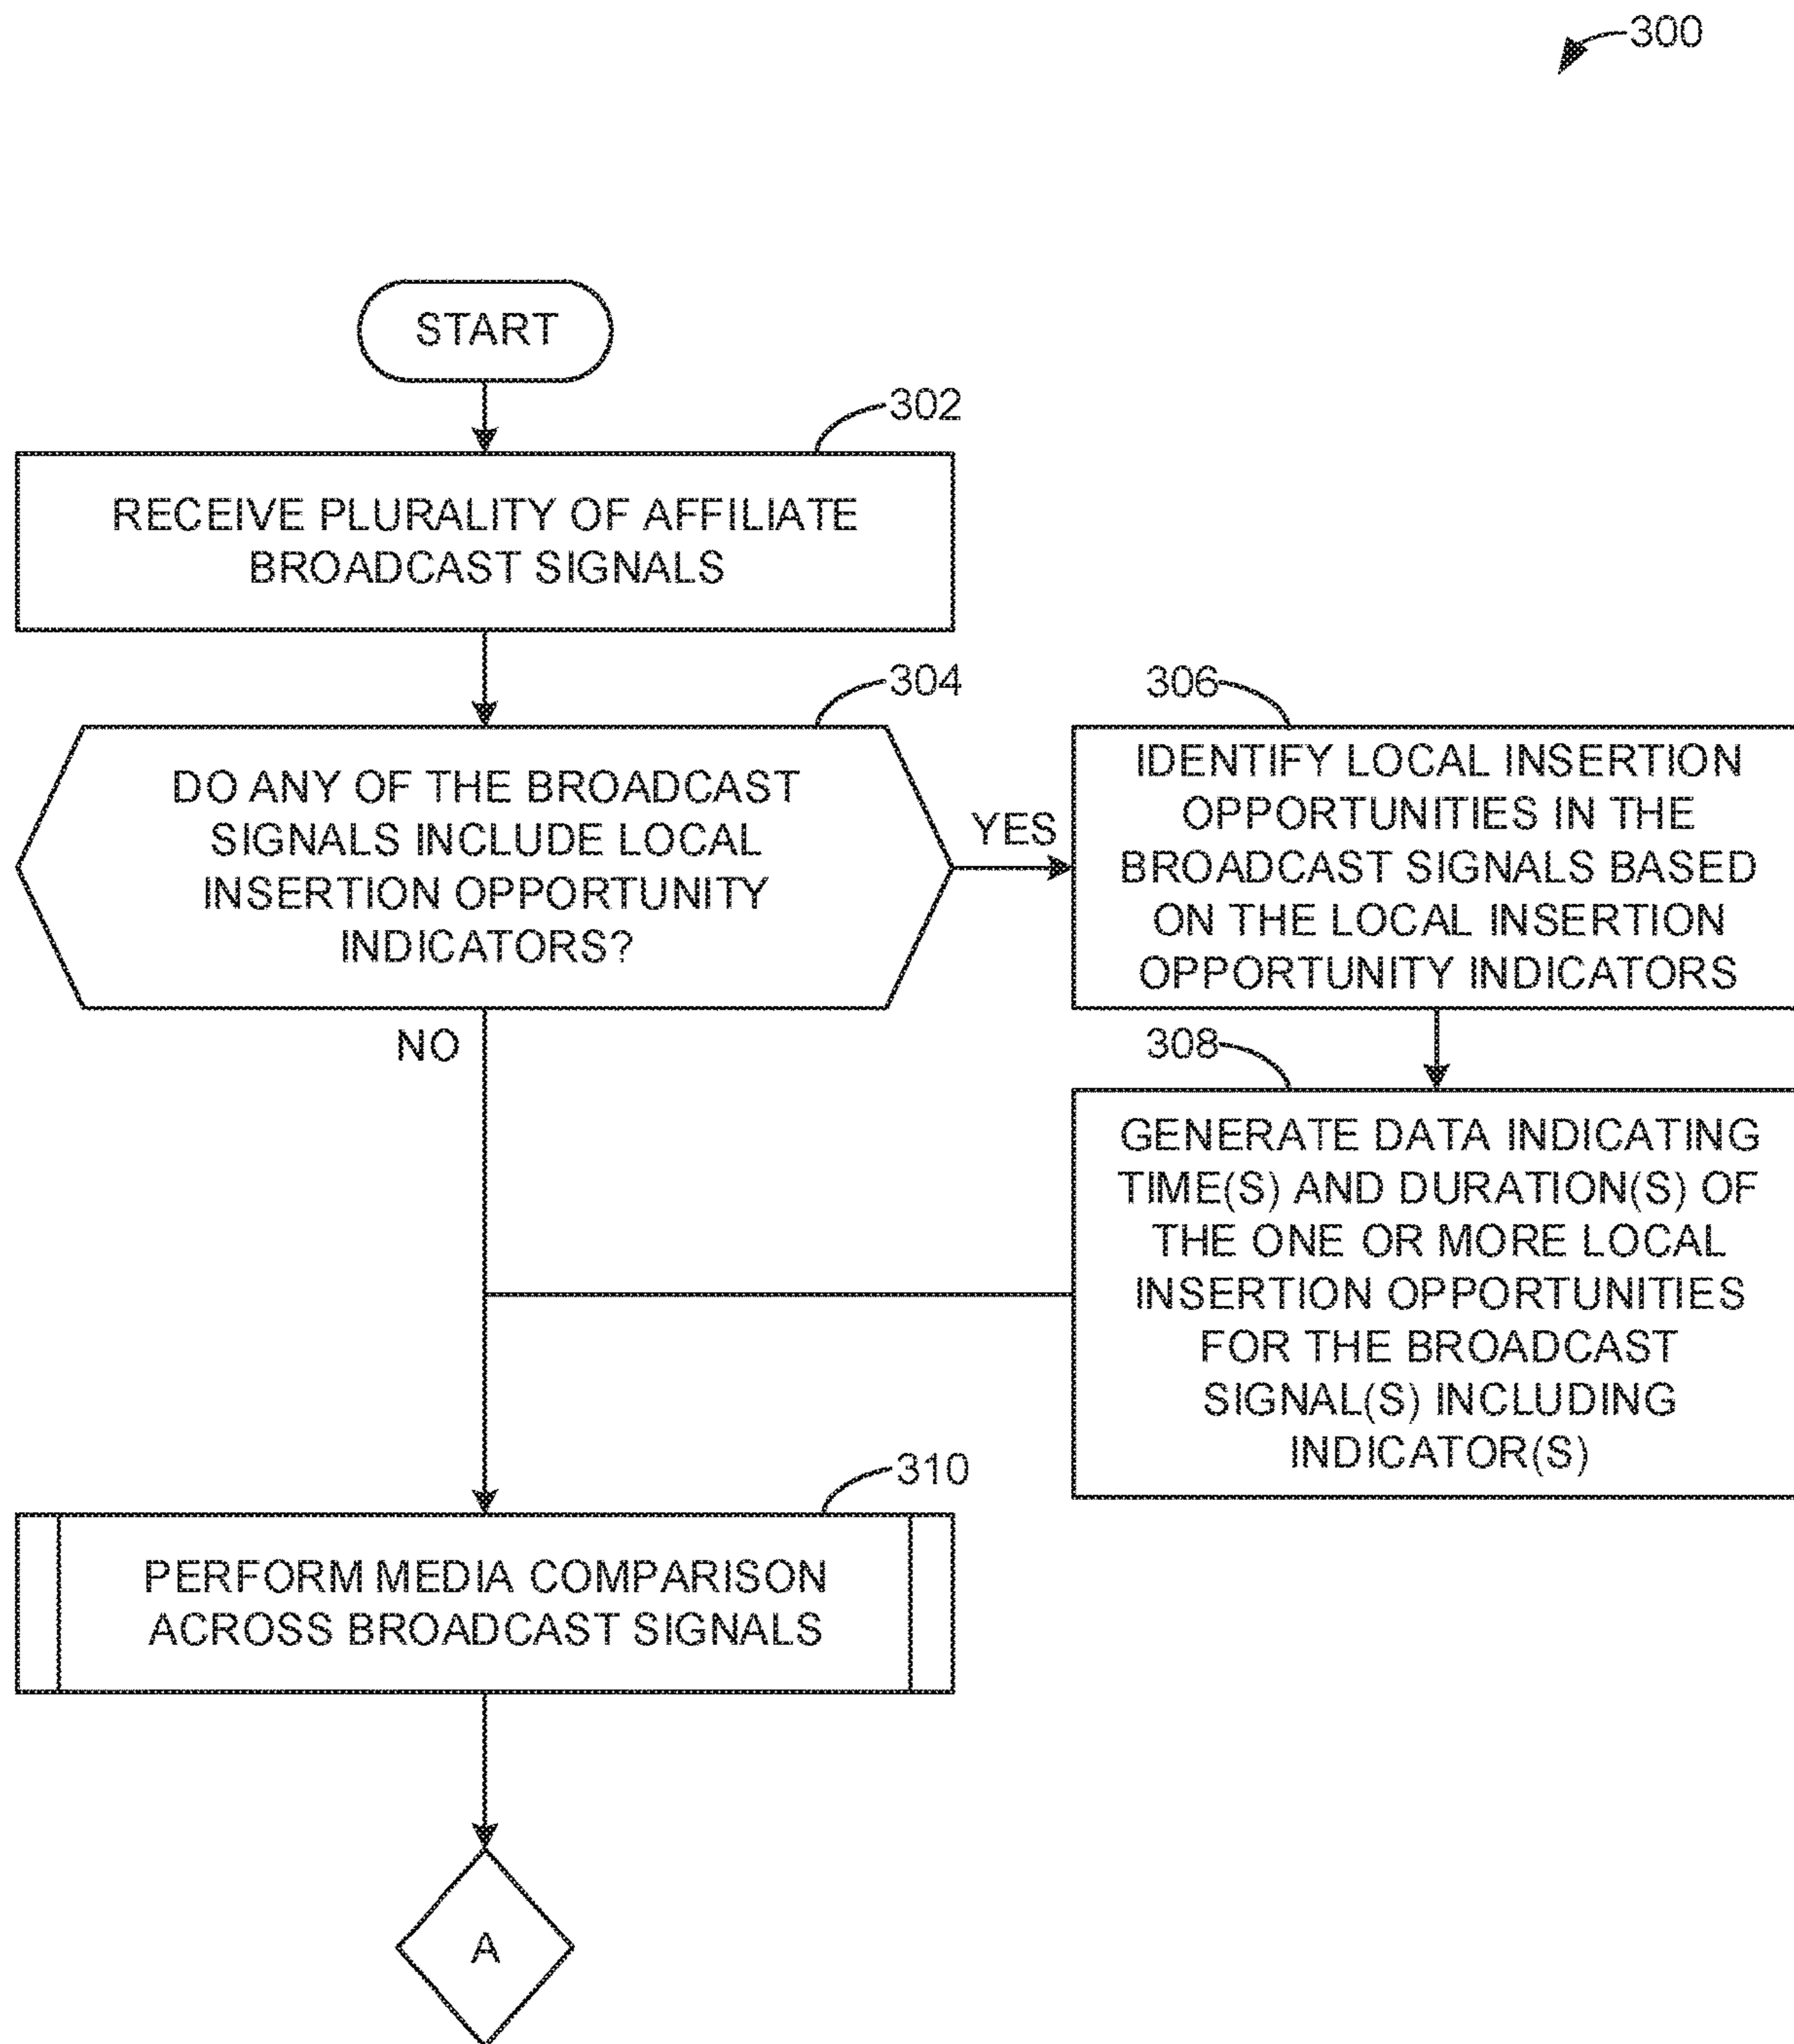 300
START
302
RECEIVE PLURALITY OF AFFILIATE
BROADCAST SIGNALS
304
DO ANY OF THE BROADCAST
SIGNALS INCLUDE LOCAL
INSERTION OPPORTUNITY
INDICATORS?
YES
NO
306
IDENTIFY LOCAL INSERTION
OPPORTUNITIES IN THE
BROADCAST SIGNALS BASED
ON THE LOCAL INSERTION
OPPORTUNITY INDICATORS
308
GENERATE DATA INDICATING
TIME(S) AND DURATION(S) OF
THE ONE OR MORE LOCAL
INSERTION OPPORTUNITIES
FOR THE BROADCAST
SIGNAL(S) INCLUDING
INDICATOR(S)
310
PERFORM MEDIA COMPARISON
ACROSS BROADCAST SIGNALS
A